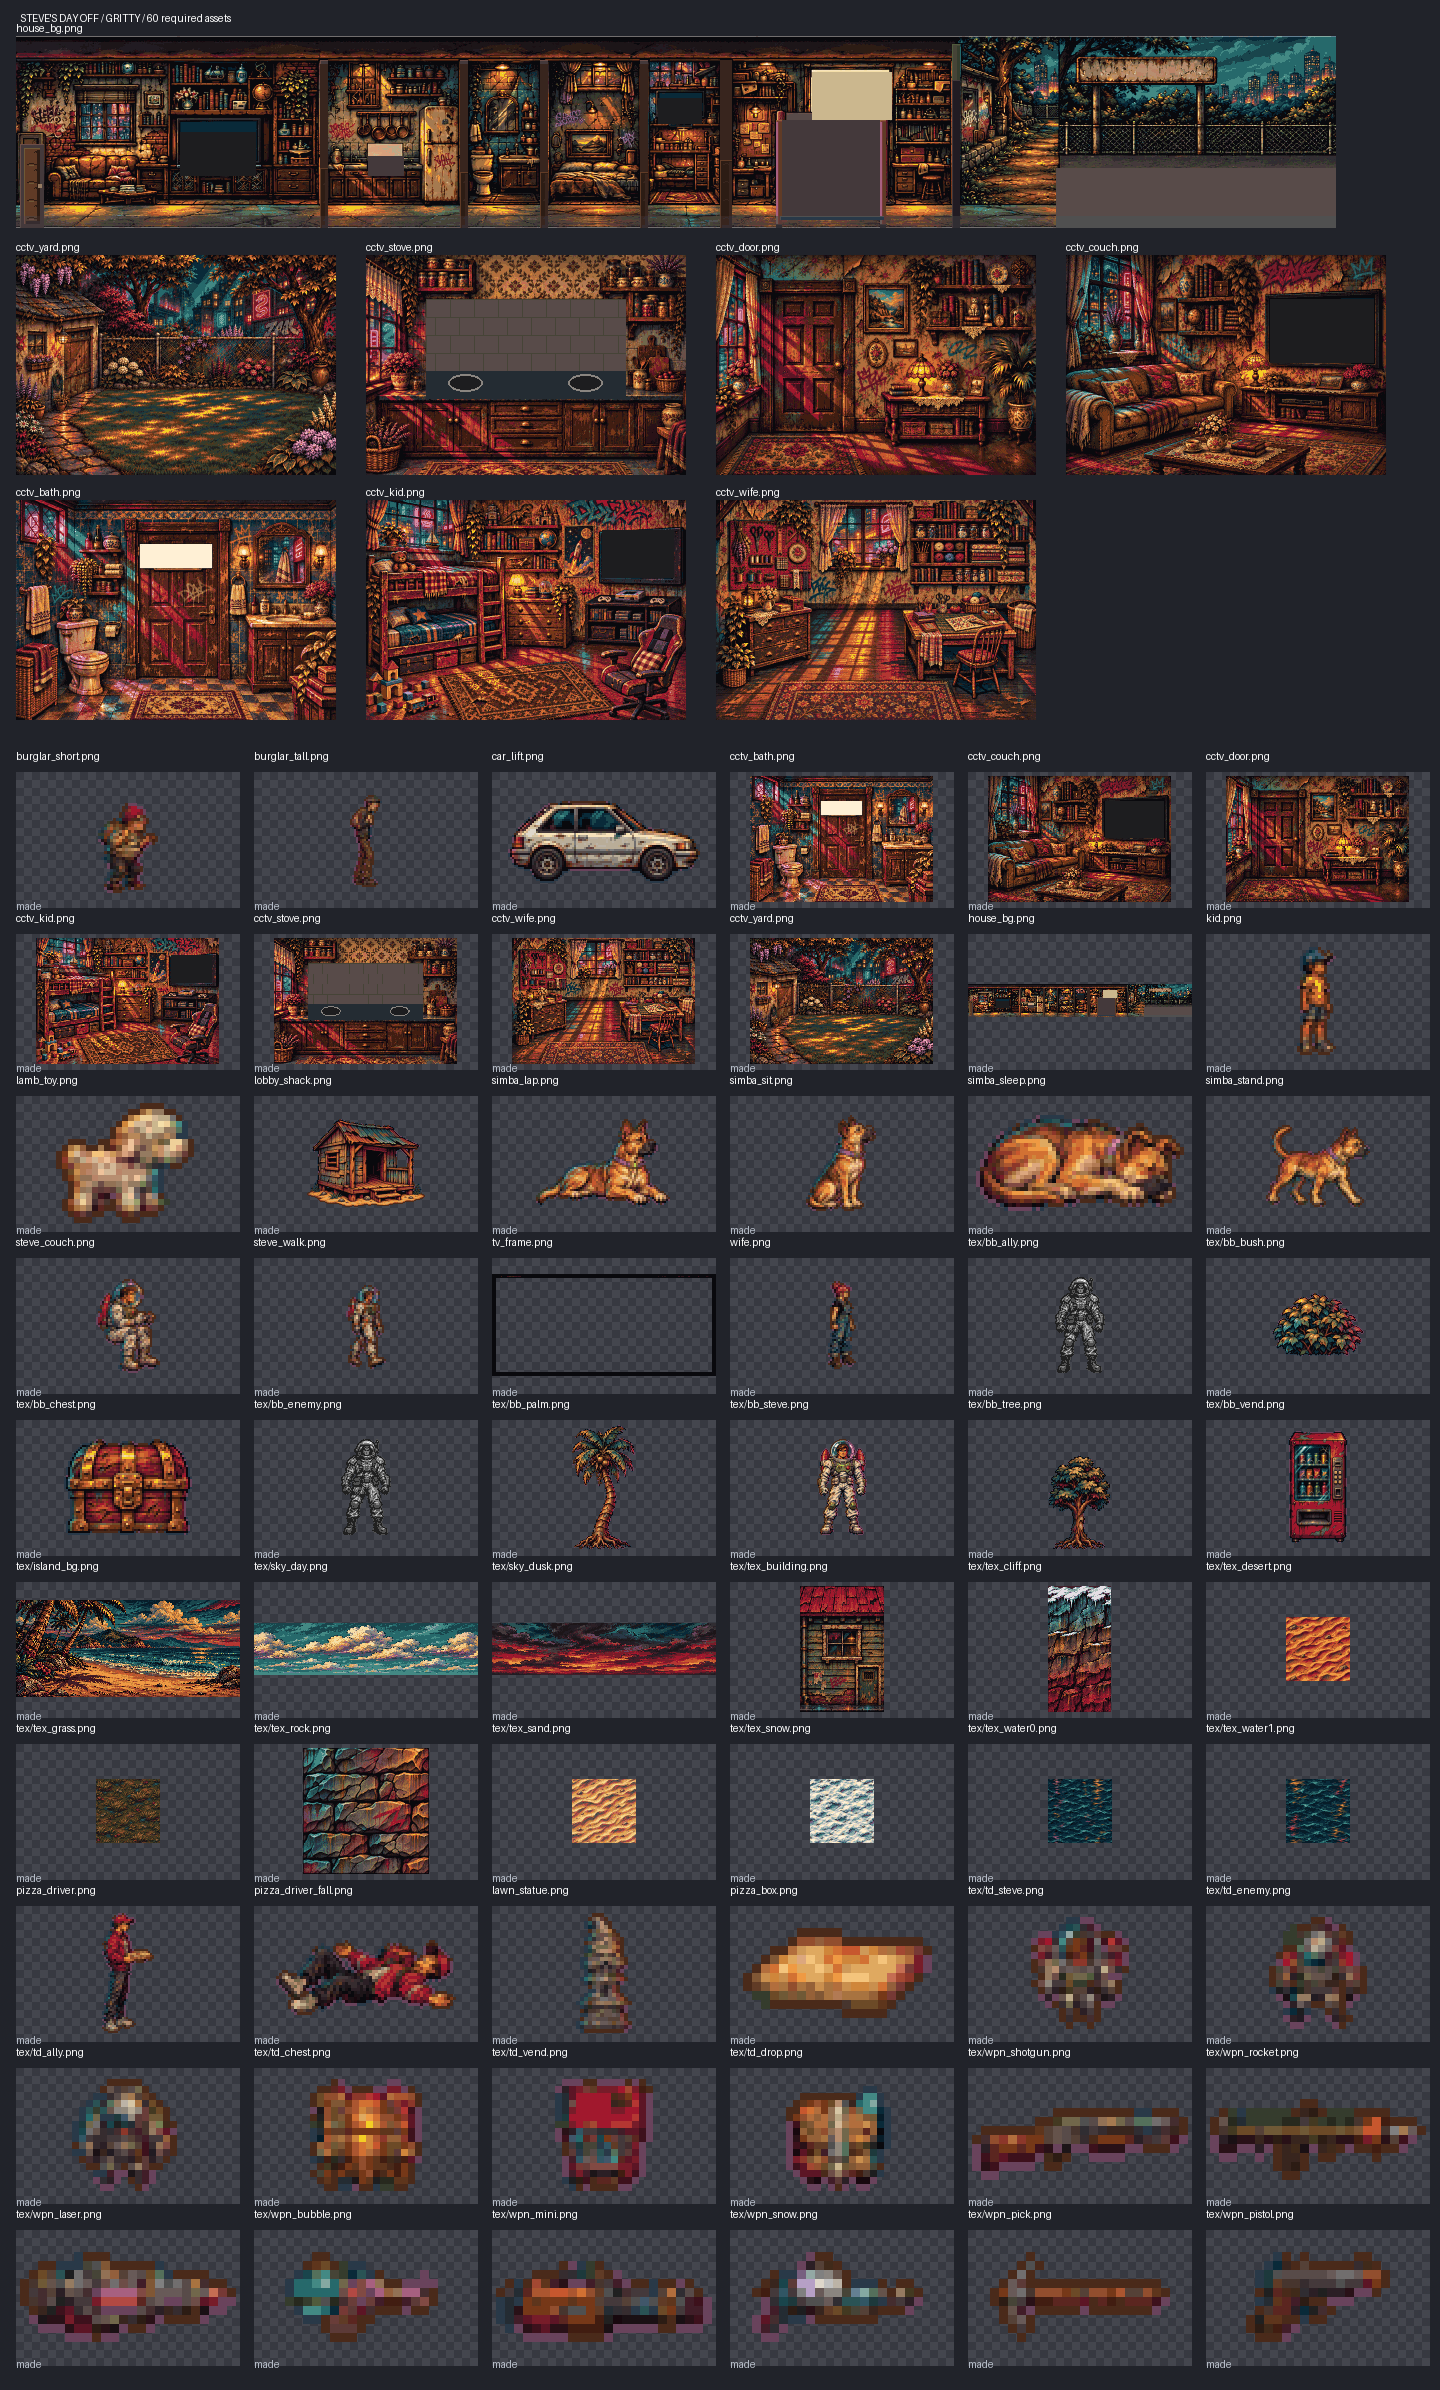 STEVE'S DAY OFF / GRITTY / 60 required assets
house_bg.png
cctv_yard.png cctv_stove.png cctv_door.png cctv_couch.png
cctv_bath.png cctv_kid.png cctv_wife.png
burglar_short.png burglar_tall.png car_lift.png cctv_bath.png cctv_couch.png cctv_door.png
made made made made made made
cctv_kid.png cctv_stove.png cctv_wife.png cctv_yard.png house_bg.png kid.png
made made made made made made
lamb_toy.png lobby_shack.png simba_lap.png simba_sit.png simba_sleep.png simba_stand.png
made made made made made made
steve_couch.png steve_walk.png tv_frame.png wife.png tex/bb_ally.png tex/bb_bush.png
made made made made made made
tex/bb_chest.png tex/bb_enemy.png tex/bb_palm.png tex/bb_steve.png tex/bb_tree.png tex/bb_vend.png
made made made made made made
tex/island_bg.png tex/sky_day.png tex/sky_dusk.png tex/tex_building.png tex/tex_cliff.png tex/tex_desert.png
made made made made made made
tex/tex_grass.png tex/tex_rock.png tex/tex_sand.png tex/tex_snow.png tex/tex_water0.png tex/tex_water1.png
made made made made made made
pizza_driver.png pizza_driver_fall.png lawn_statue.png pizza_box.png tex/td_steve.png tex/td_enemy.png
made made made made made made
tex/td_ally.png tex/td_chest.png tex/td_vend.png tex/td_drop.png tex/wpn_shotgun.png tex/wpn_rocket.png
made made made made made made
tex/wpn_laser.png tex/wpn_bubble.png tex/wpn_mini.png tex/wpn_snow.png tex/wpn_pick.png tex/wpn_pistol.png
made made made made made made